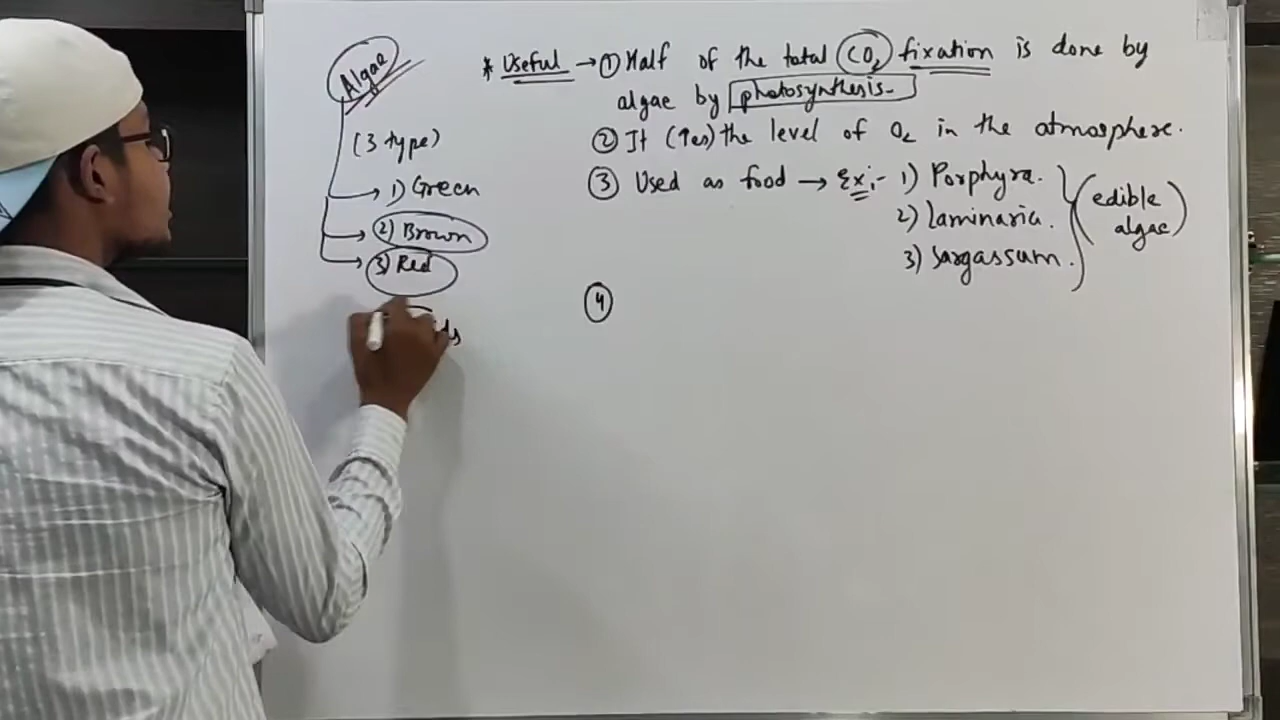 Algae
(3 type)
1) Green
2) Brown
3) Red
* Useful → ① Half of the total CO₂ fixation is done by
algae by photosynthesis.
② It (↑es) the level of O₂ in the atmosphere.
③ Used as food → Ex:- 1) Porphyra.
2) Laminaria.
3) Sargassum.
(edible
algae)
④